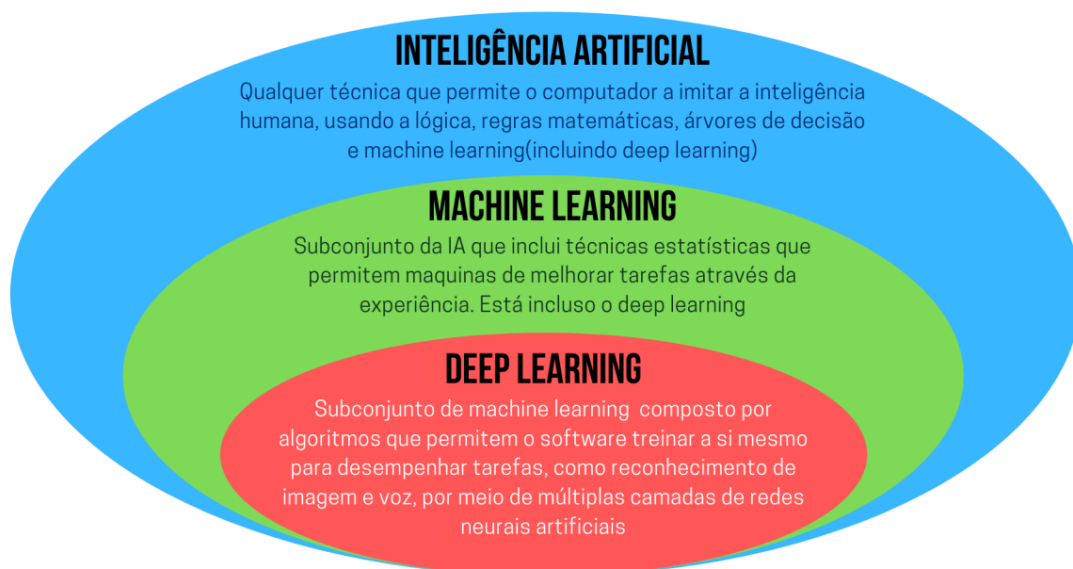 INTELIGÊNCIA ARTIFICIAL
Qualquer técnica que permite o computador a imitar a inteligência
humana, usando a lógica, regras matemáticas, árvores de decisão
e machine learning(incluindo deep learning)
MACHINE LEARNING
Subconjunto da IA que inclui técnicas estatísticas que
permitem maquinas de melhorar tarefas através da
experiência. Está incluso o deep learning
DEEP LEARNING
Subconjunto de machine learning composto por
algoritmos que permitem o software treinar a si mesmo
para desempenhar tarefas, como reconhecimento de
imagem e voz, por meio de múltiplas camadas de redes
neurais artificiais